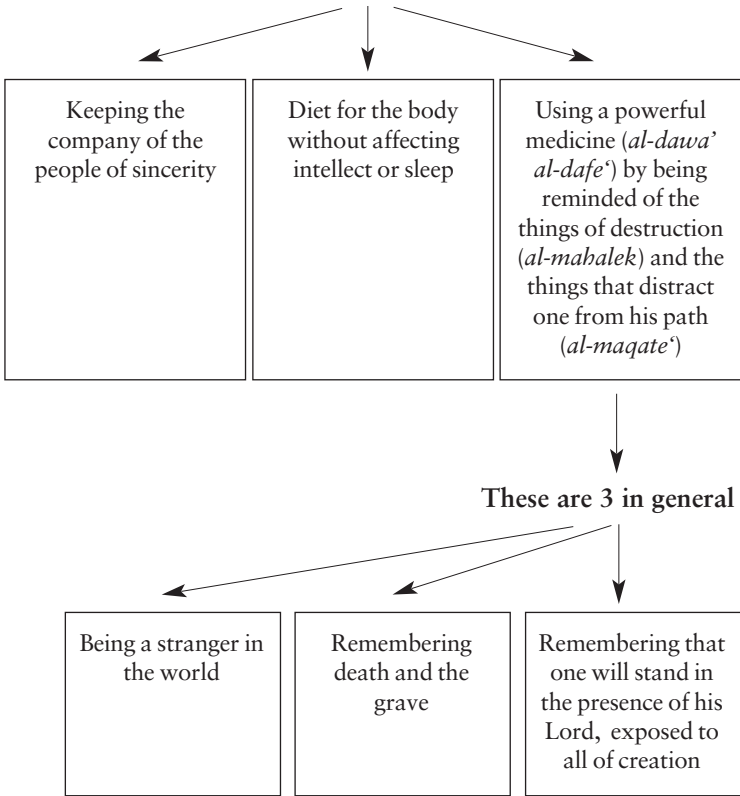 Keeping the
company of the
people of sincerity
Diet for the body
without affecting
intellect or sleep
Using a powerful
medicine (al-dawa’
al-dafe‘) by being
reminded of the
things of destruction
(al-mahalek) and the
things that distract
one from his path
(al-maqate‘)
These are 3 in general
Being a stranger in
the world
Remembering
death and the
grave
Remembering that
one will stand in
the presence of his
Lord, exposed to
all of creation